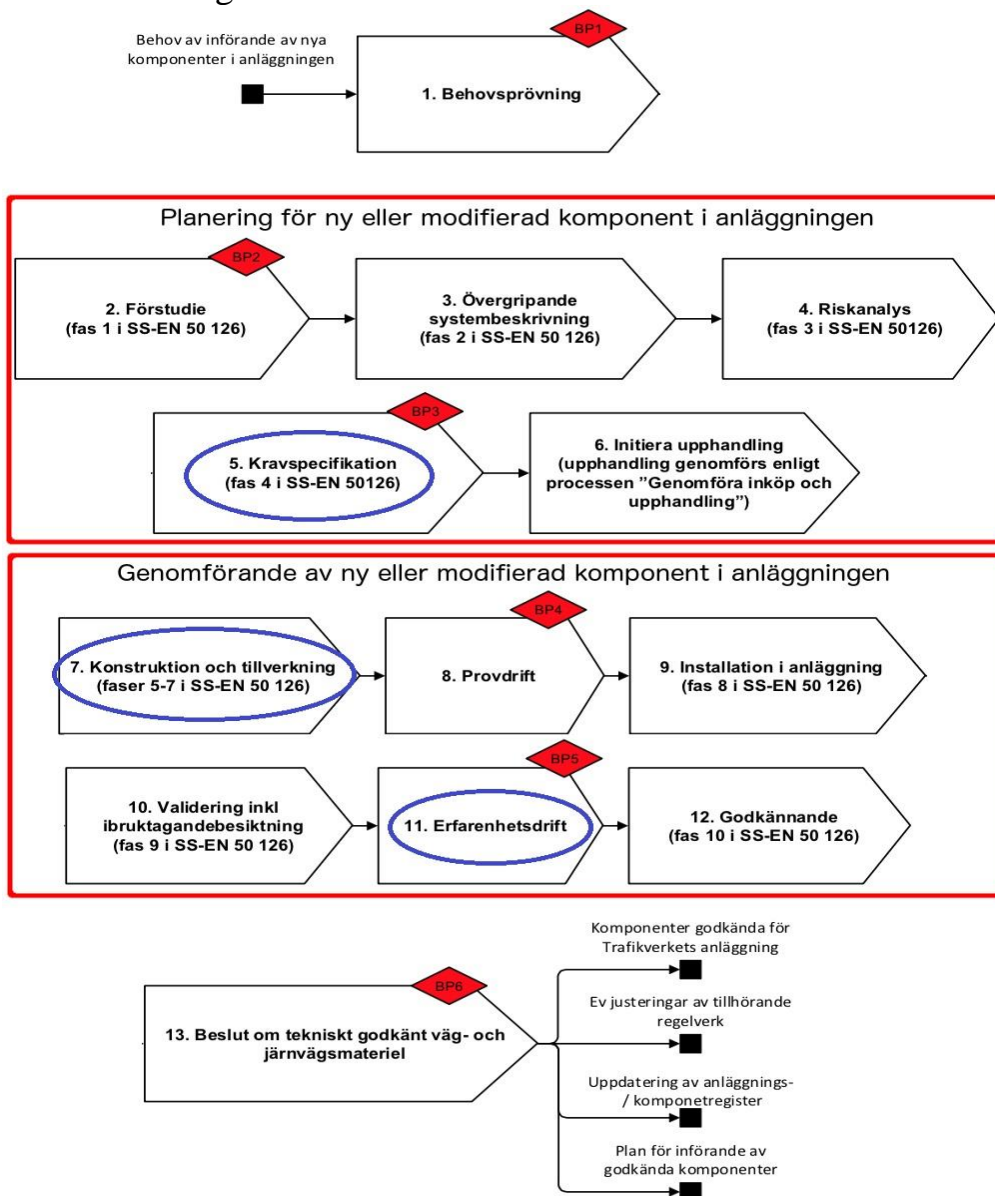 BP1
Behov av införande av nya
komponenter i anläggningen
1. Behovsprövning
Planering för ny eller modifierad komponent i anläggningen
BP2
2. Förstudie
(fas 1 i SS-EN 50 126)
3. Övergripande
systembeskrivning
(fas 2 i SS-EN 50 126)
4. Riskanalys
(fas 3 i SS-EN 50126)
BP3
5. Kravspecifikation
(fas 4 i SS-EN 50126)
6. Initiera upphandling
(upphandling genomförs enligt
processen ”Genomföra inköp och
upphandling”)
Genomförande av ny eller modifierad komponent i anläggningen
7. Konstruktion och tillverkning
(faser 5-7 i SS-EN 50 126)
BP4
8. Provdrift
9. Installation i anläggning
(fas 8 i SS-EN 50 126)
10. Validering inkl
ibruktagandebesiktning
(fas 9 i SS-EN 50 126)
BP5
11. Erfarenhetsdrift
12. Godkännande
(fas 10 i SS-EN 50 126)
BP6
13. Beslut om tekniskt godkänt väg- och
järnvägsmateriel
Komponenter godkända för
Trafikverkets anläggning
Ev justeringar av tillhörande
regelverk
Uppdatering av anläggnings-
/ komponetregister
Plan för införande av
godkända komponenter